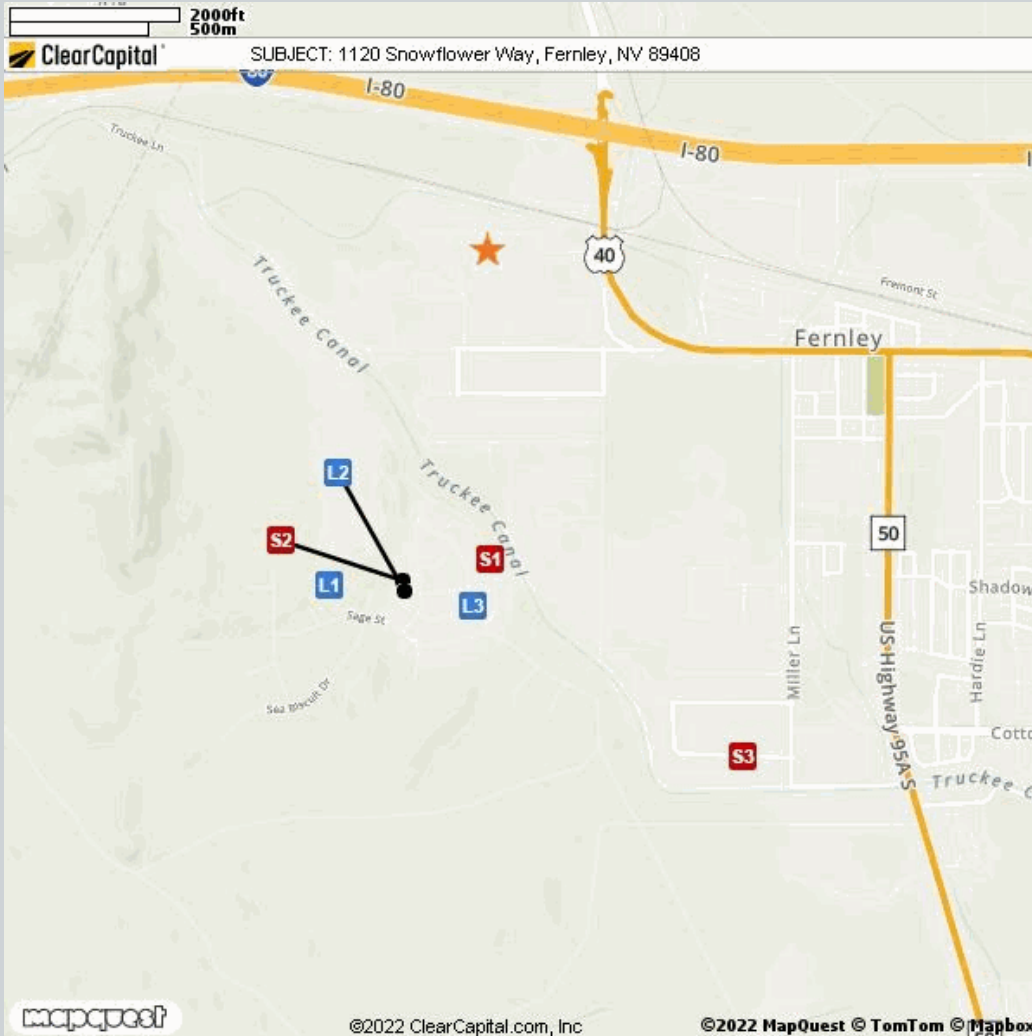 2000ft
500m
ClearCapital
SUBJECT: 1120 Snowflower Way, Fernley, NV 89408
80
I-80
I-80
Truckee Ln
Truckee Canal
40
Fremont St
Fernley
L2
Truckee Canal
S2
S1
50
L1
L3
Shadow
Sage St
Miller Ln
US Highway 95A S
Hardie Ln
Sea Biscuit Dr
Cotto
S3
Truckee C
mapquest
©2022 ClearCapital.com, Inc
©2022 MapQuest © TomTom © Mapbox